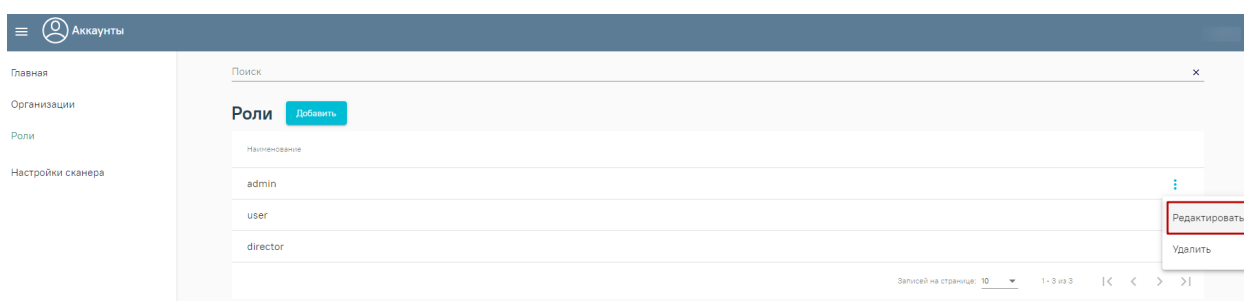 Аккаунты
Главная
Организации
Роли
Настройки сканера
Поиск
Роли Добавить
Наименование
admin
user
director
Редактировать
Удалить
Записей на странице: 10 1 - 3 из 3